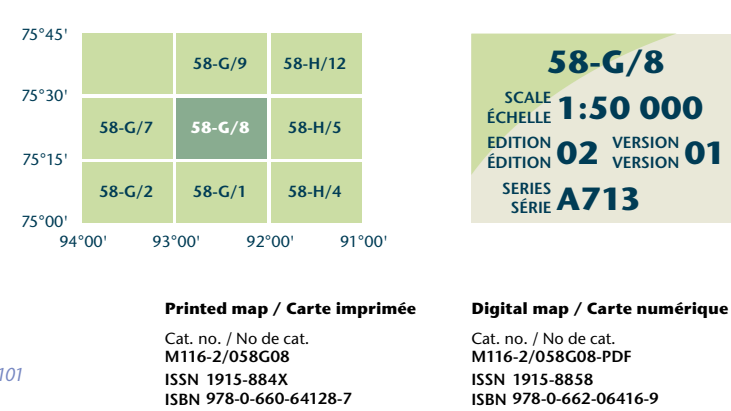 75°45'
58-G/9 58-H/12
75°30'
58-G/7 58-G/8 58-H/5
75°15'
58-G/2 58-G/1 58-H/4
75°00'
94°00' 93°00' 92°00' 91°00'
58-G/8
SCALE
ÉCHELLE 1:50 000
EDITION VERSION
ÉDITION 02 VERSION 01
SERIES
SÉRIE A713
Printed map / Carte imprimée
Cat. no. / No de cat.
M116-2/058G08
ISSN 1915-884X
ISBN 978-0-660-64128-7
Digital map / Carte numérique
Cat. no. / No de cat.
M116-2/058G08-PDF
ISSN 1915-8858
ISBN 978-0-662-06416-9
101